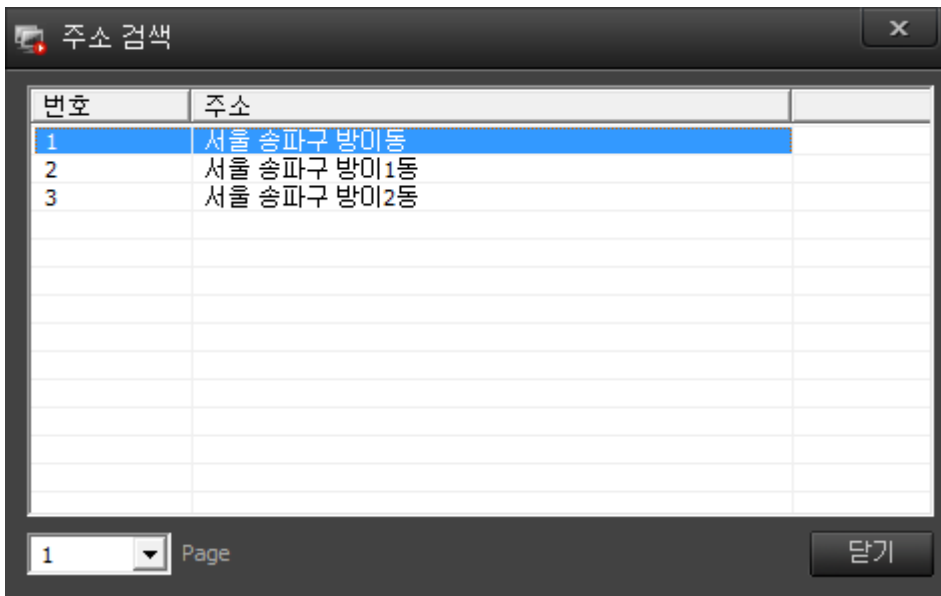 주소 검색
번호 주소
1 서울 송파구 방이동
2 서울 송파구 방이1동
3 서울 송파구 방이2동
1 Page 닫기